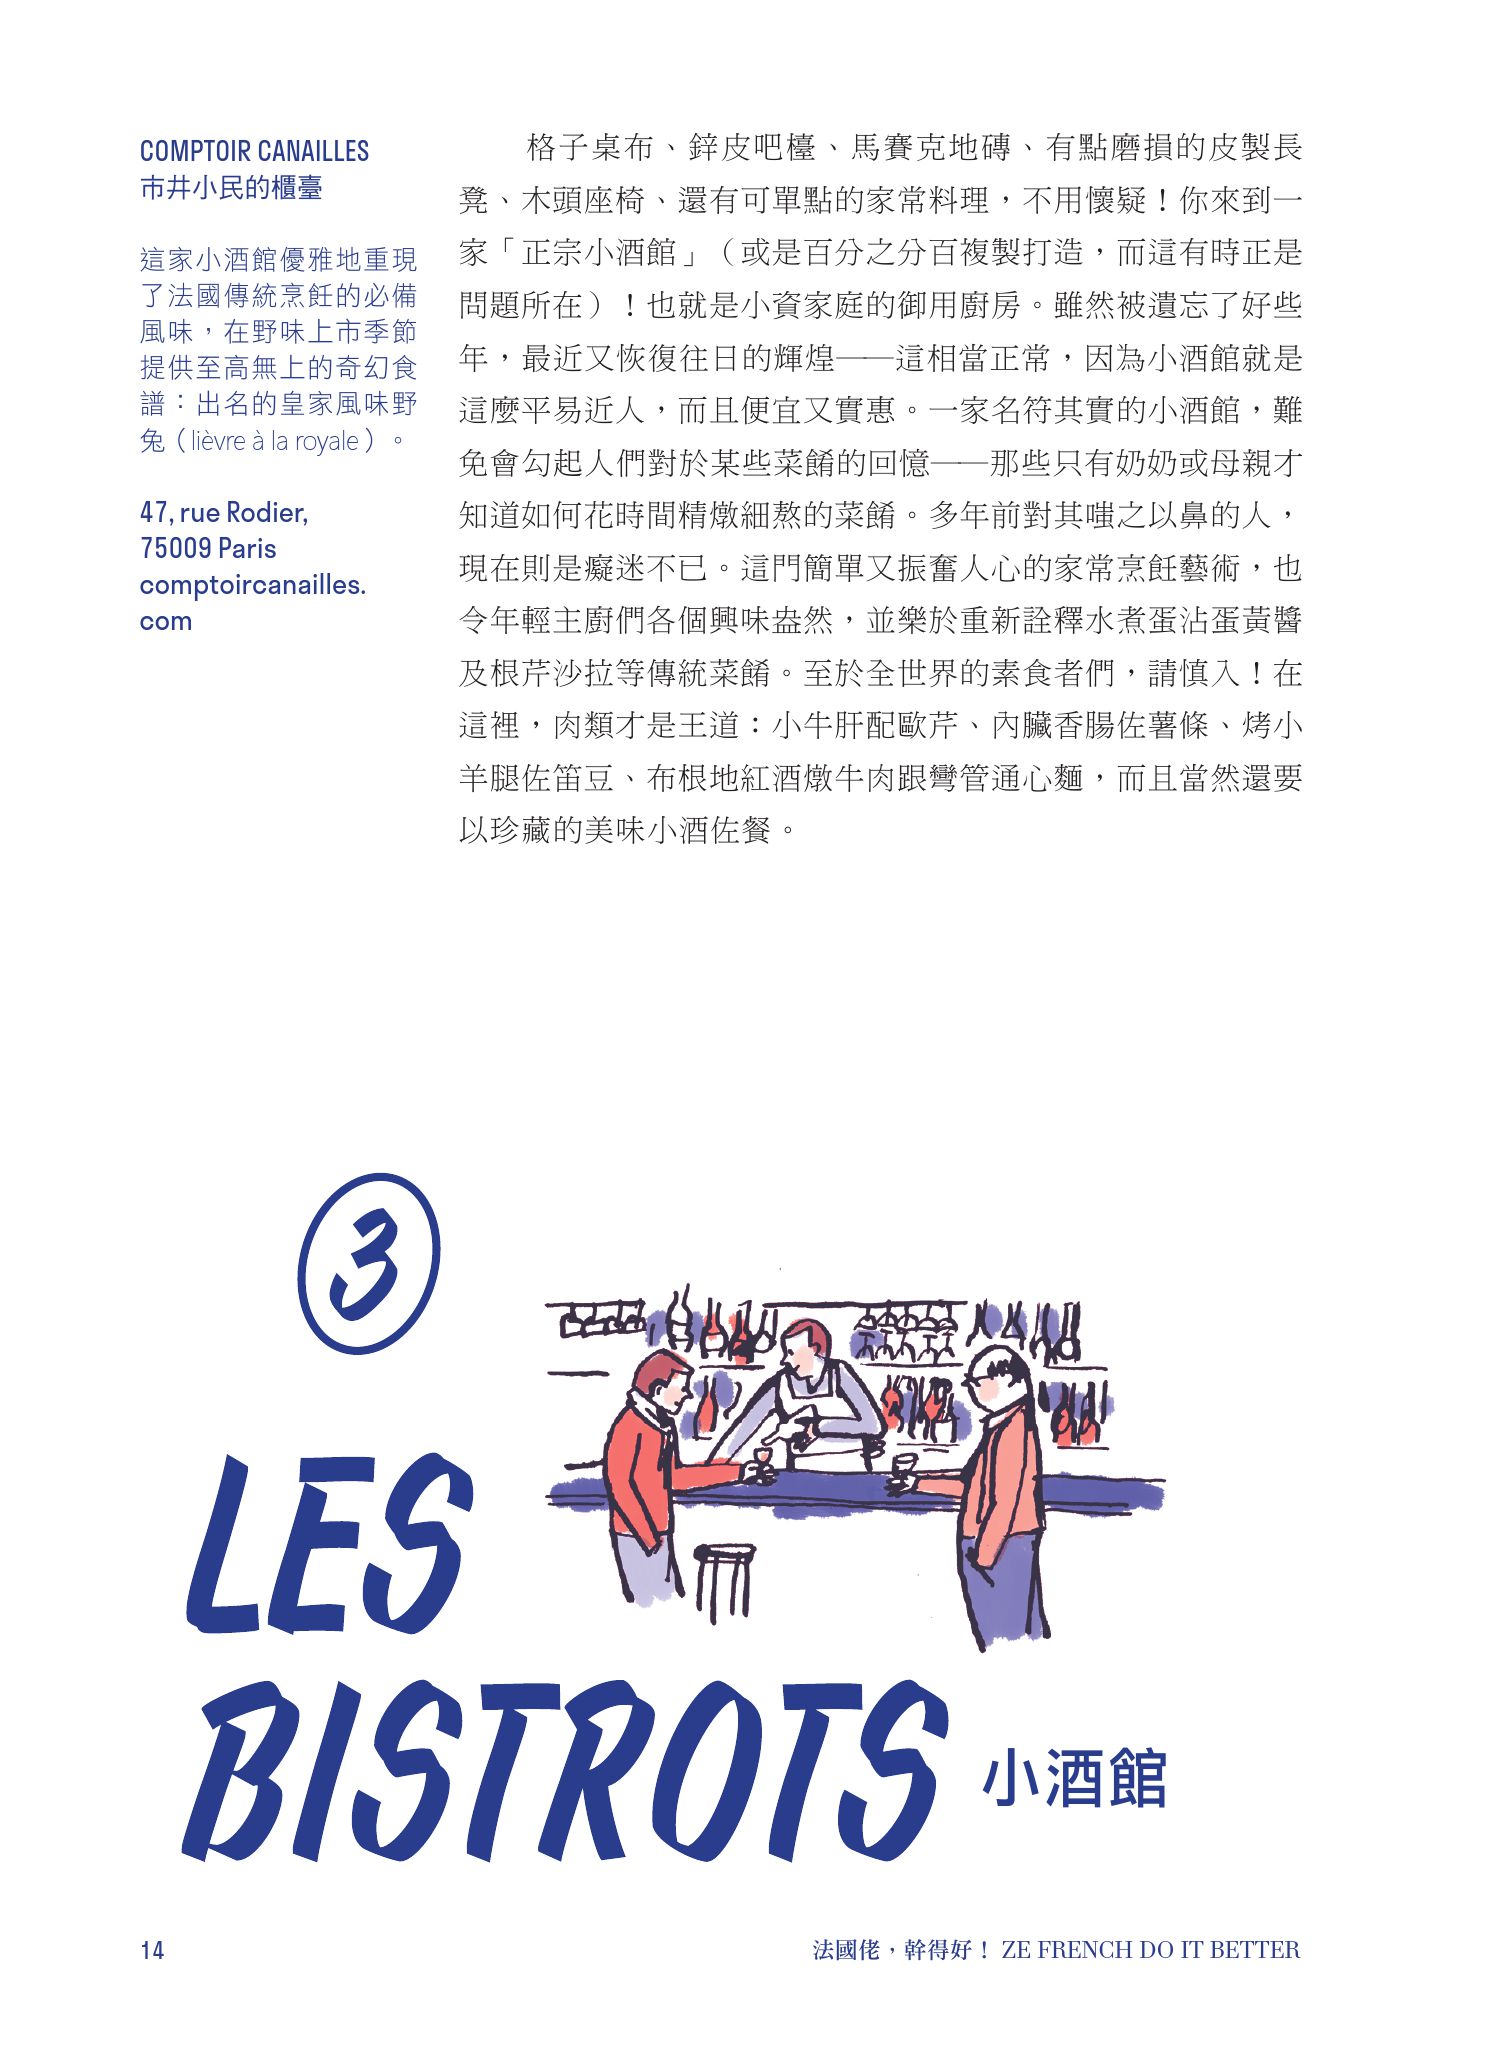 COMPTOIR CANAILLES
市井小民的櫃臺
這家小酒館優雅地重現
了法國傳統烹飪的必備
風味，在野味上市季節
提供至高無上的奇幻食
譜：出名的皇家風味野
兔（lièvre à la royale）。
47, rue Rodier,
75009 Paris
comptoircanailles.
com
格子桌布、鋅皮吧檯、馬賽克地磚、有點磨損的皮製長
凳、木頭座椅、還有可單點的家常料理，不用懷疑！你來到一
家「正宗小酒館」（或是百分之分百複製打造，而這有時正是
問題所在）！也就是小資家庭的御用廚房。雖然被遺忘了好些
年，最近又恢復往日的輝煌──這相當正常，因為小酒館就是
這麼平易近人，而且便宜又實惠。一家名符其實的小酒館，難
免會勾起人們對於某些菜餚的回憶──那些只有奶奶或母親才
知道如何花時間精燉細熬的菜餚。多年前對其嗤之以鼻的人，
現在則是癡迷不已。這門簡單又振奮人心的家常烹飪藝術，也
令年輕主廚們各個興味盎然，並樂於重新詮釋水煮蛋沾蛋黃醬
及根芹沙拉等傳統菜餚。至於全世界的素食者們，請慎入！在
這裡，肉類才是王道：小牛肝配歐芹、內臟香腸佐薯條、烤小
羊腿佐笛豆、布根地紅酒燉牛肉跟彎管通心麵，而且當然還要
以珍藏的美味小酒佐餐。
3
LES
BISTROTS 小酒館
14
法國佬，幹得好！ ZE FRENCH DO IT BETTER